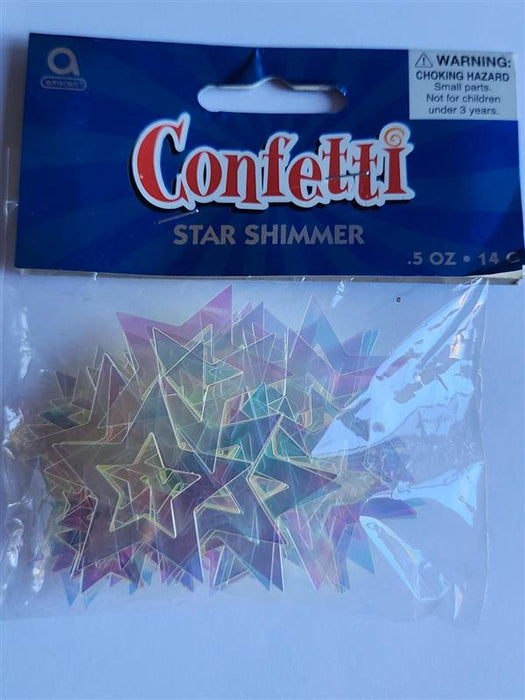 amscan
WARNING:
CHOKING HAZARD
Small parts.
Not for children
under 3 years.
Confetti
STAR SHIMMER
.5 OZ • 14 G